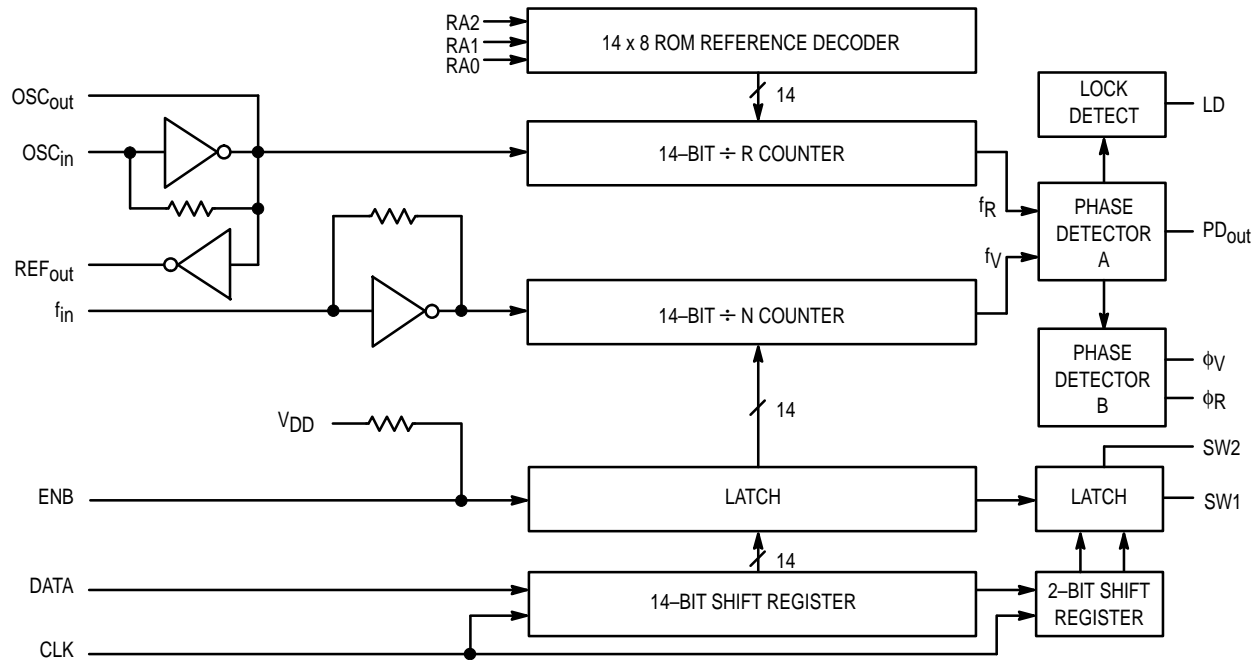 RA2
RA1
RA0
14 x 8 ROM REFERENCE DECODER
14
OSCout
OSCin
14–BIT ÷ R COUNTER
LOCK
DETECT
LD
fR
PHASE
DETECTOR
A
PDout
REFout
fin
fV
14–BIT ÷ N COUNTER
PHASE
DETECTOR
B
ϕV
ϕR
14
VDD
ENB
LATCH
LATCH
SW2
SW1
14
DATA
14–BIT SHIFT REGISTER
2–BIT SHIFT
REGISTER
CLK